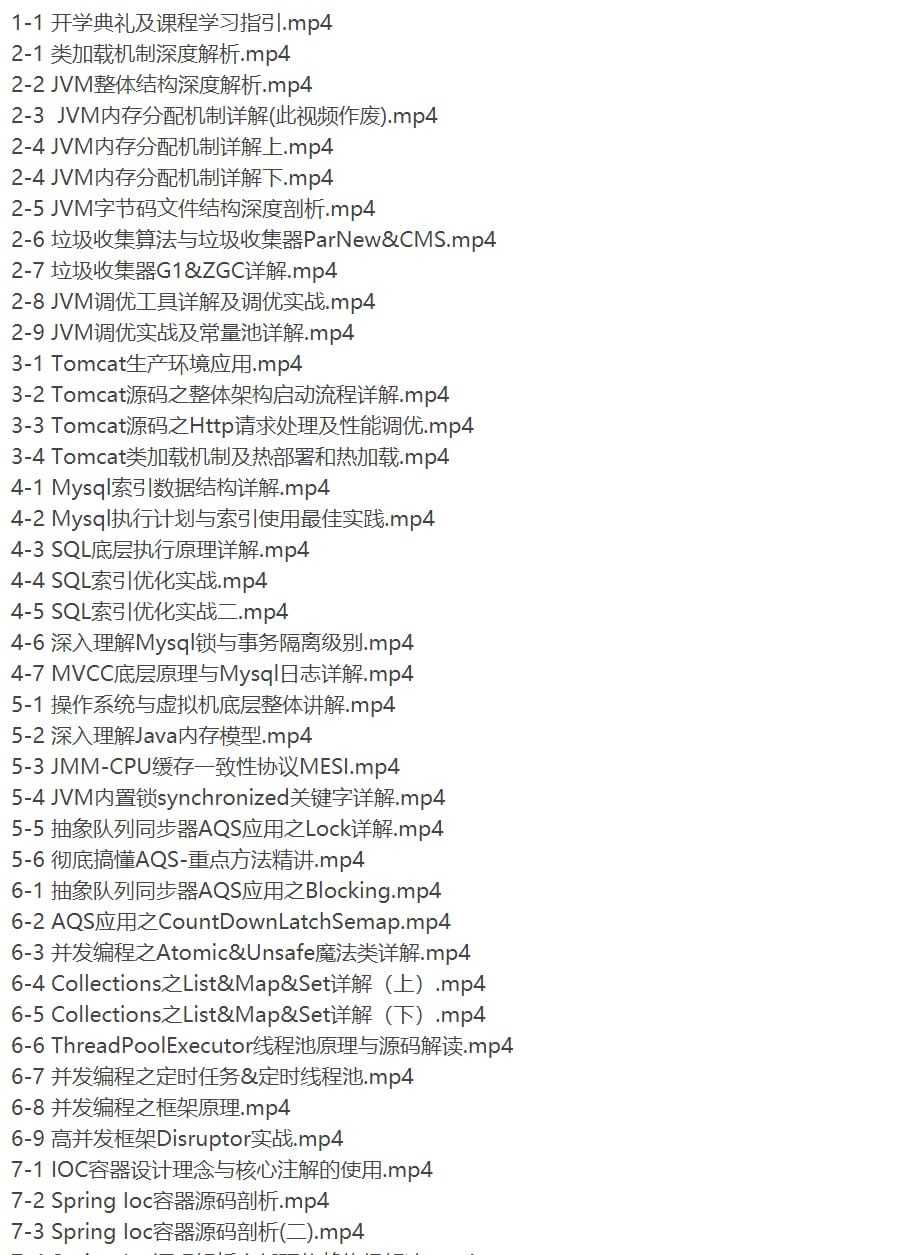 1-1 开学典礼及课程学习指引.mp4
2-1 类加载机制深度解析.mp4
2-2 JVM整体结构深度解析.mp4
2-3  JVM内存分配机制详解(此视频作废).mp4
2-4 JVM内存分配机制详解上.mp4
2-4 JVM内存分配机制详解下.mp4
2-5 JVM字节码文件结构深度剖析.mp4
2-6 垃圾收集算法与垃圾收集器ParNew&CMS.mp4
2-7 垃圾收集器G1&ZGC详解.mp4
2-8 JVM调优工具详解及调优实战.mp4
2-9 JVM调优实战及常量池详解.mp4
3-1 Tomcat生产环境应用.mp4
3-2 Tomcat源码之整体架构启动流程详解.mp4
3-3 Tomcat源码之Http请求处理及性能调优.mp4
3-4 Tomcat类加载机制及热部署和热加载.mp4
4-1 Mysql索引数据结构详解.mp4
4-2 Mysql执行计划与索引使用最佳实践.mp4
4-3 SQL底层执行原理详解.mp4
4-4 SQL索引优化实战.mp4
4-5 SQL索引优化实战二.mp4
4-6 深入理解Mysql锁与事务隔离级别.mp4
4-7 MVCC底层原理与Mysql日志详解.mp4
5-1 操作系统与虚拟机底层整体讲解.mp4
5-2 深入理解Java内存模型.mp4
5-3 JMM-CPU缓存一致性协议MESI.mp4
5-4 JVM内置锁synchronized关键字详解.mp4
5-5 抽象队列同步器AQS应用之Lock详解.mp4
5-6 彻底搞懂AQS-重点方法精讲.mp4
6-1 抽象队列同步器AQS应用之Blocking.mp4
6-2 AQS应用之CountDownLatchSemap.mp4
6-3 并发编程之Atomic&Unsafe魔法类详解.mp4
6-4 Collections之List&Map&Set详解（上）.mp4
6-5 Collections之List&Map&Set详解（下）.mp4
6-6 ThreadPoolExecutor线程池原理与源码解读.mp4
6-7 并发编程之定时任务&定时线程池.mp4
6-8 并发编程之框架原理.mp4
6-9 高并发框架Disruptor实战.mp4
7-1 IOC容器设计理念与核心注解的使用.mp4
7-2 Spring Ioc容器源码剖析.mp4
7-3 Spring Ioc容器源码剖析(二).mp4